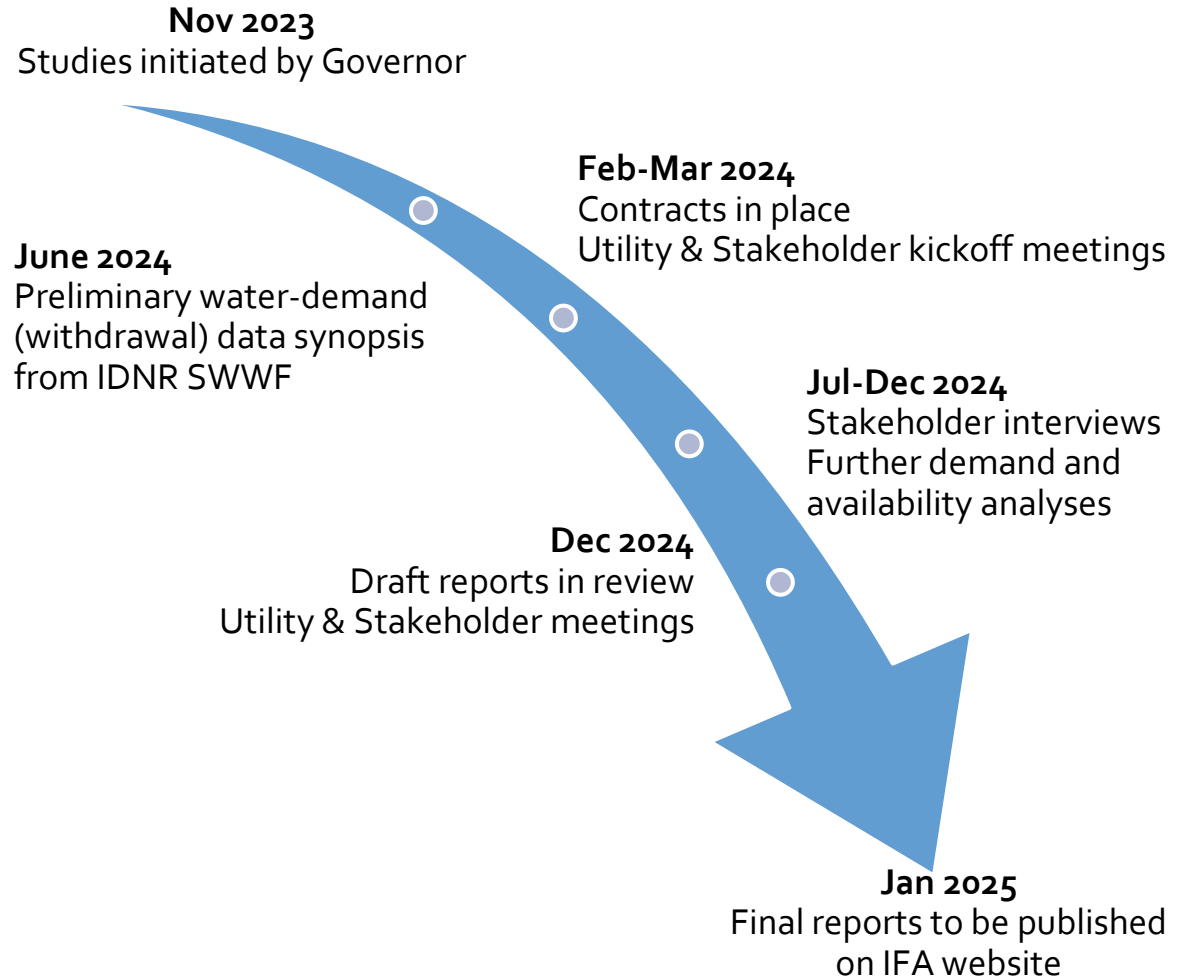 Nov 2023
Studies initiated by Governor
Feb-Mar 2024
Contracts in place
Utility & Stakeholder kickoff meetings
June 2024
Preliminary water-demand
(withdrawal) data synopsis
from IDNR SWWF
Jul-Dec 2024
Stakeholder interviews
Further demand and
availability analyses
Dec 2024
Draft reports in review
Utility & Stakeholder meetings
Jan 2025
Final reports to be published
on IFA website